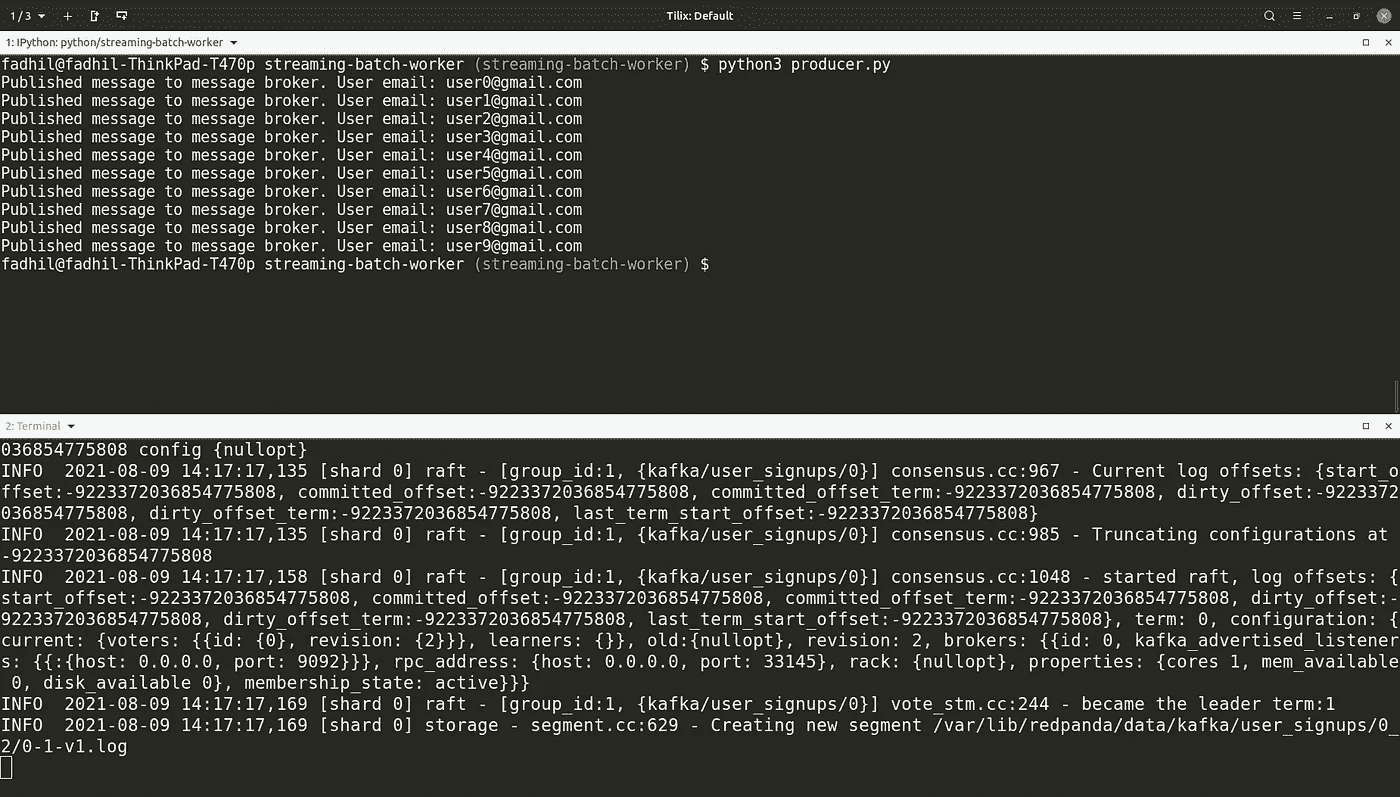 1 / 3
Tilix: Default
1: IPython: python/streaming-batch-worker
fadhil@fadhil-ThinkPad-T470p streaming-batch-worker (streaming-batch-worker) $ python3 producer.py
Published message to message broker. User email: user0@gmail.com
Published message to message broker. User email: user1@gmail.com
Published message to message broker. User email: user2@gmail.com
Published message to message broker. User email: user3@gmail.com
Published message to message broker. User email: user4@gmail.com
Published message to message broker. User email: user5@gmail.com
Published message to message broker. User email: user6@gmail.com
Published message to message broker. User email: user7@gmail.com
Published message to message broker. User email: user8@gmail.com
Published message to message broker. User email: user9@gmail.com
fadhil@fadhil-ThinkPad-T470p streaming-batch-worker (streaming-batch-worker) $
2: Terminal
036854775808 config {nullopt}
INFO  2021-08-09 14:17:17,135 [shard 0] raft - [group_id:1, {kafka/user_signups/0}] consensus.cc:967 - Current log offsets: {start_o
ffset:-9223372036854775808, committed_offset:-9223372036854775808, committed_offset_term:-9223372036854775808, dirty_offset:-9223372
036854775808, dirty_offset_term:-9223372036854775808, last_term_start_offset:-9223372036854775808}
INFO  2021-08-09 14:17:17,135 [shard 0] raft - [group_id:1, {kafka/user_signups/0}] consensus.cc:985 - Truncating configurations at
-9223372036854775808
INFO  2021-08-09 14:17:17,158 [shard 0] raft - [group_id:1, {kafka/user_signups/0}] consensus.cc:1048 - started raft, log offsets: {
start_offset:-9223372036854775808, committed_offset:-9223372036854775808, committed_offset_term:-9223372036854775808, dirty_offset:-
9223372036854775808, dirty_offset_term:-9223372036854775808, last_term_start_offset:-9223372036854775808}, term: 0, configuration: {
current: {voters: {{id: {0}, revision: {2}}}, learners: {}}, old:{nullopt}, revision: 2, brokers: {{id: 0, kafka_advertised_listener
s: {{:{host: 0.0.0.0, port: 9092}}}, rpc_address: {host: 0.0.0.0, port: 33145}, rack: {nullopt}, properties: {cores 1, mem_available
 0, disk_available 0}, membership_state: active}}}
INFO  2021-08-09 14:17:17,169 [shard 0] raft - [group_id:1, {kafka/user_signups/0}] vote_stm.cc:244 - became the leader term:1
INFO  2021-08-09 14:17:17,169 [shard 0] storage - segment.cc:629 - Creating new segment /var/lib/redpanda/data/kafka/user_signups/0_
2/0-1-v1.log